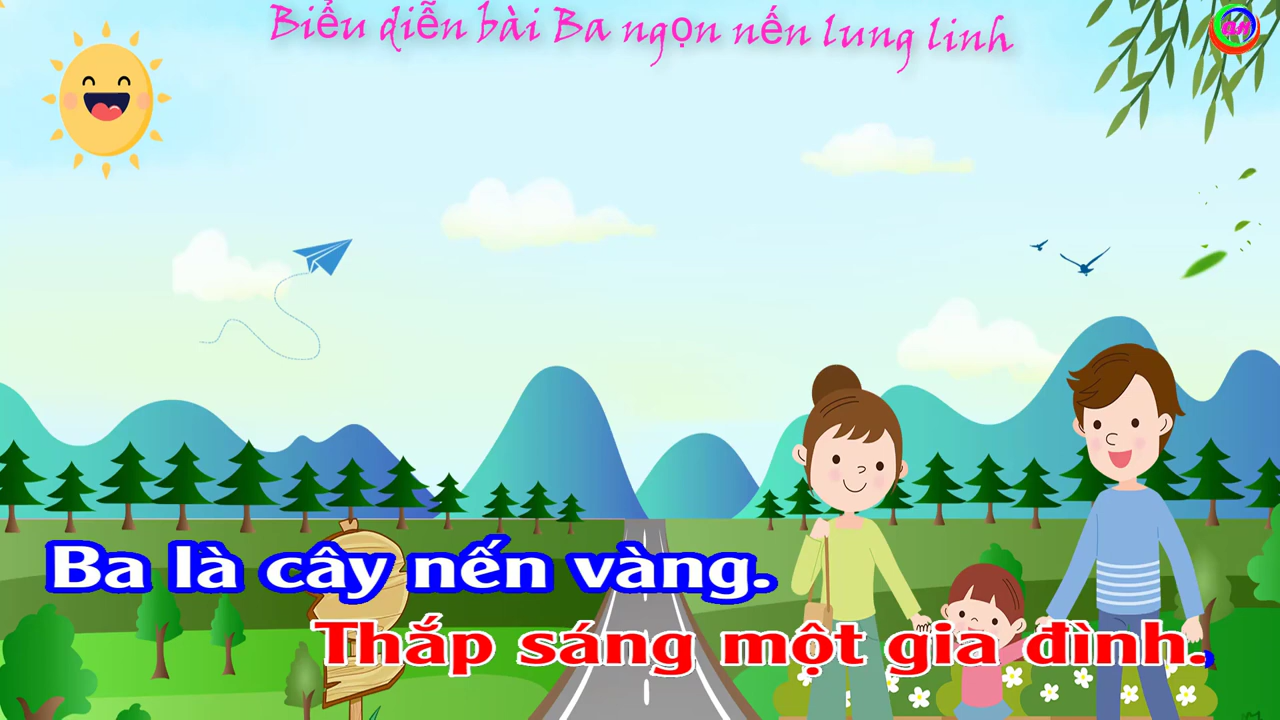 Biểu diễn bài Ba ngọn nến lung linh
Ba là cây nến vàng.
Thắp sáng một gia đình.